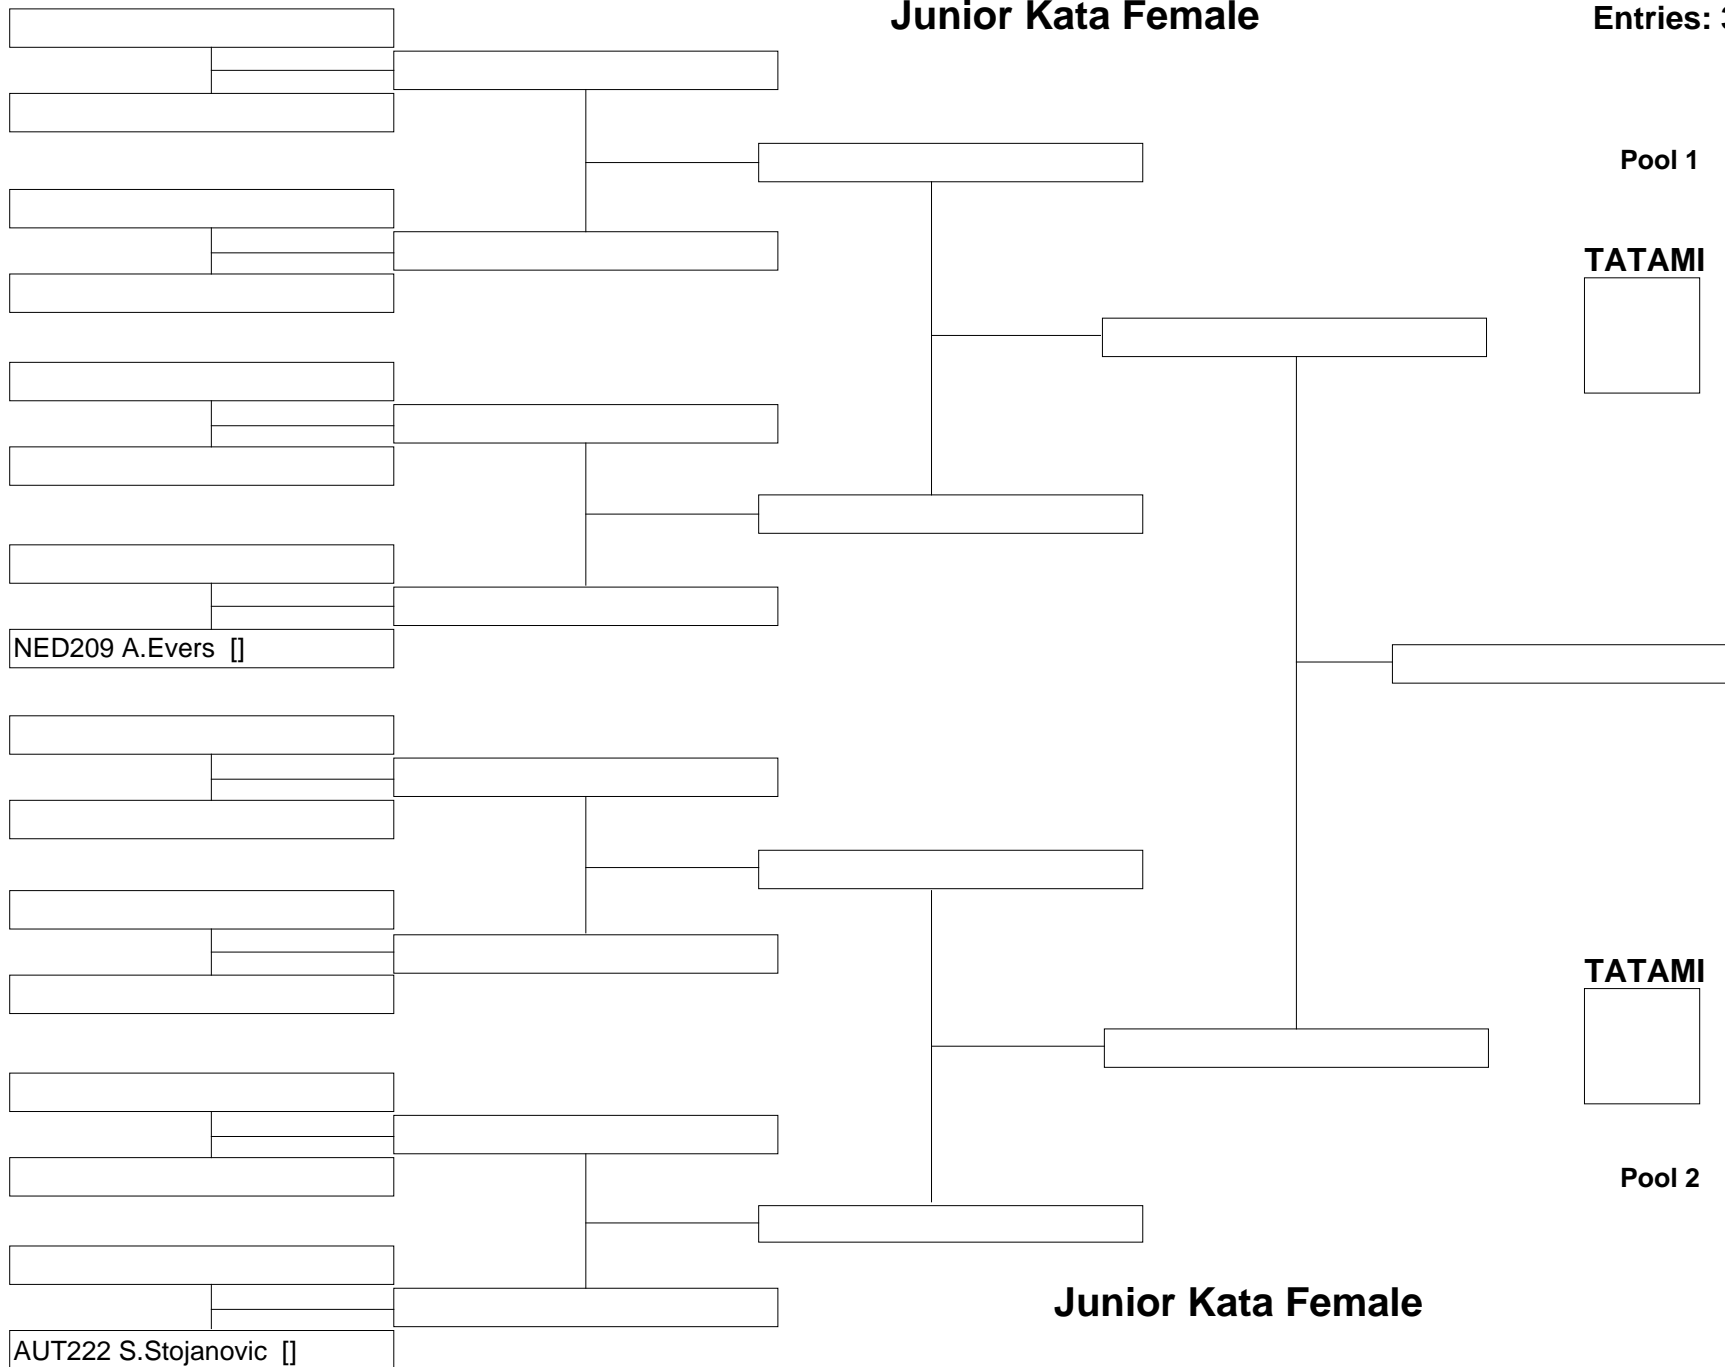 Junior Kata Female
Entries: 3
Pool 1
TATAMI
NED209 A.Evers []
TATAMI
Pool 2
Junior Kata Female
AUT222 S.Stojanovic []